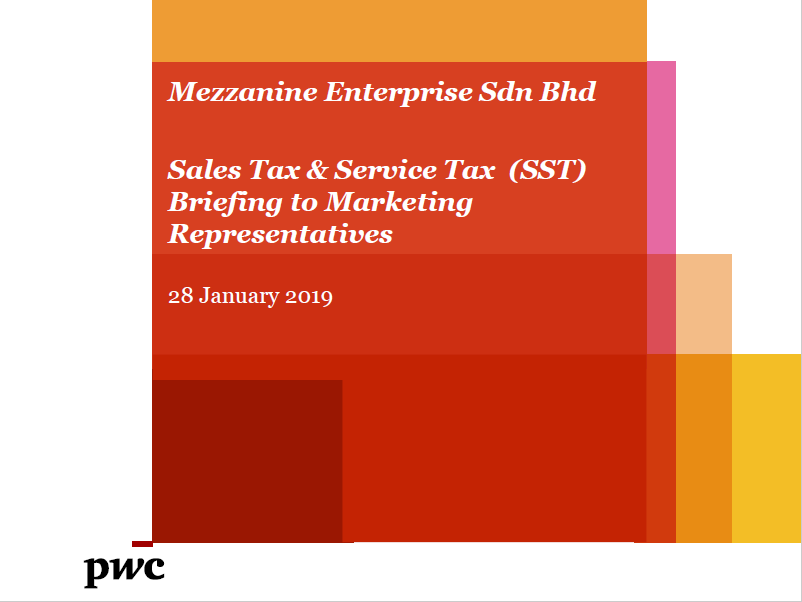 Mezzanine Enterprise Sdn Bhd
Sales Tax & Service Tax (SST)
Briefing to Marketing
Representatives
28 January 2019
pwc